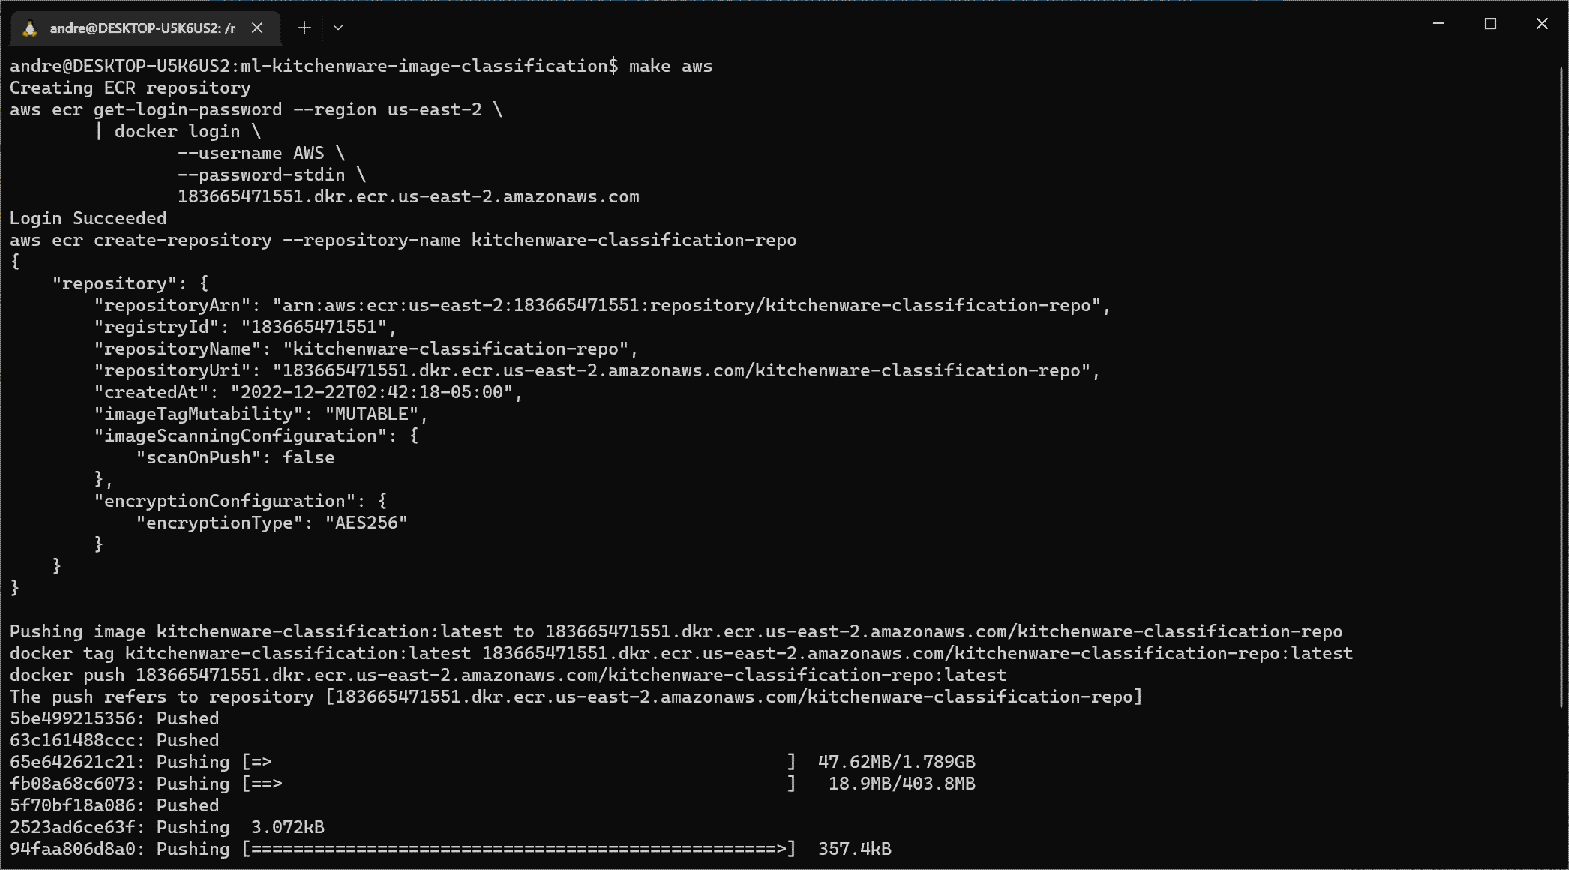 andre@DESKTOP-U5K6US2: /r
andre@DESKTOP-U5K6US2:ml-kitchenware-image-classification$ make aws
Creating ECR repository
aws ecr get-login-password --region us-east-2 \
        | docker login \
                --username AWS \
                --password-stdin \
                183665471551.dkr.ecr.us-east-2.amazonaws.com
Login Succeeded
aws ecr create-repository --repository-name kitchenware-classification-repo
{
    "repository": {
        "repositoryArn": "arn:aws:ecr:us-east-2:183665471551:repository/kitchenware-classification-repo",
        "registryId": "183665471551",
        "repositoryName": "kitchenware-classification-repo",
        "repositoryUri": "183665471551.dkr.ecr.us-east-2.amazonaws.com/kitchenware-classification-repo",
        "createdAt": "2022-12-22T02:42:18-05:00",
        "imageTagMutability": "MUTABLE",
        "imageScanningConfiguration": {
            "scanOnPush": false
        },
        "encryptionConfiguration": {
            "encryptionType": "AES256"
        }
    }
}
Pushing image kitchenware-classification:latest to 183665471551.dkr.ecr.us-east-2.amazonaws.com/kitchenware-classification-repo
docker tag kitchenware-classification:latest 183665471551.dkr.ecr.us-east-2.amazonaws.com/kitchenware-classification-repo:latest
docker push 183665471551.dkr.ecr.us-east-2.amazonaws.com/kitchenware-classification-repo:latest
The push refers to repository [183665471551.dkr.ecr.us-east-2.amazonaws.com/kitchenware-classification-repo]
5be499215356: Pushed
63c161488ccc: Pushed
65e642621c21: Pushing [=>                                                 ]  47.62MB/1.789GB
fb08a68c6073: Pushing [==>                                                ]   18.9MB/403.8MB
5f70bf18a086: Pushed
2523ad6ce63f: Pushing  3.072kB
94faa806d8a0: Pushing [==================================================>]  357.4kB